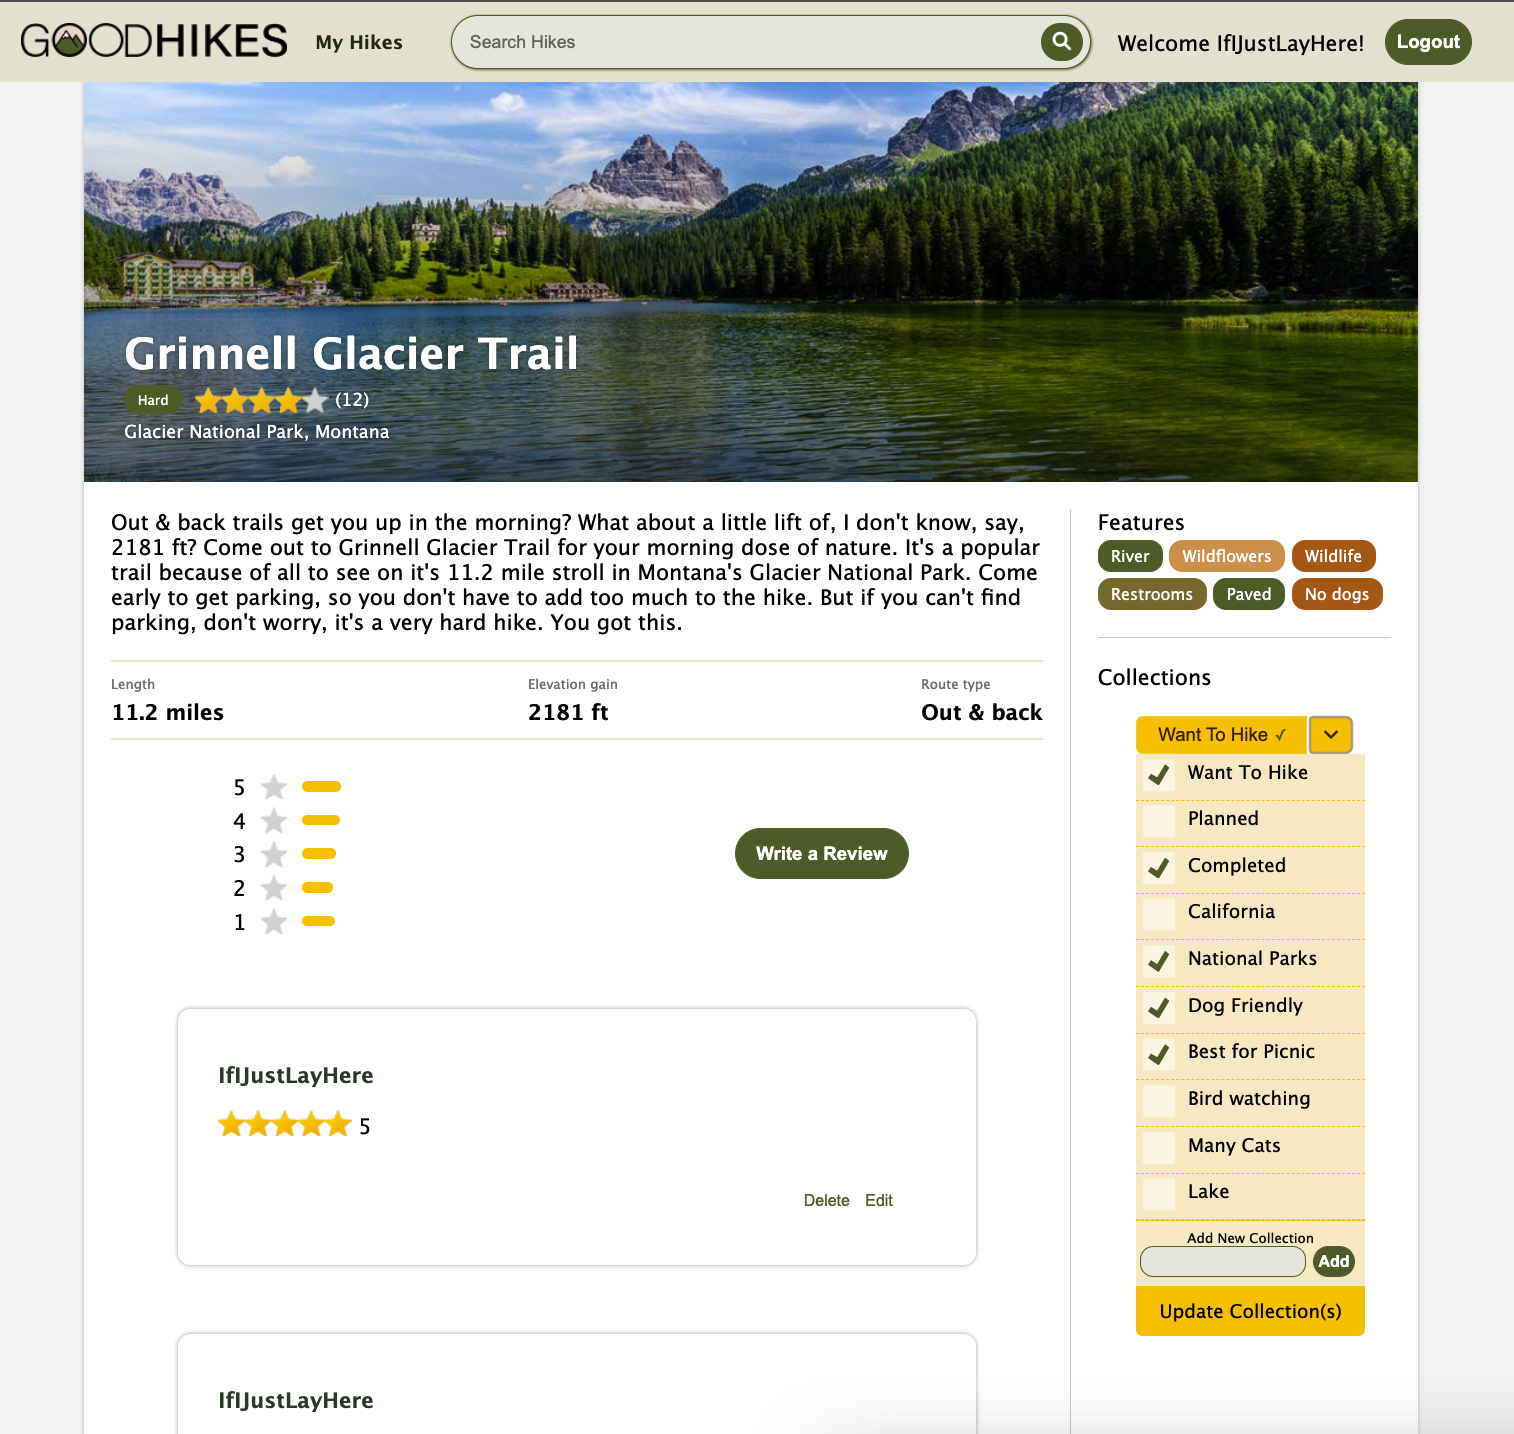 GOODHIKES
My Hikes
Search Hikes
Welcome IfIJustLayHere!
Logout
Grinnell Glacier Trail
Hard
(12)
Glacier National Park, Montana
Out & back trails get you up in the morning? What about a little lift of, I don't know, say,
2181 ft? Come out to Grinnell Glacier Trail for your morning dose of nature. It's a popular
trail because of all to see on it's 11.2 mile stroll in Montana's Glacier National Park. Come
early to get parking, so you don't have to add too much to the hike. But if you can't find
parking, don't worry, it's a very hard hike. You got this.
Length
11.2 miles
Elevation gain
2181 ft
Route type
Out & back
5
4
3
2
1
Write a Review
IfIJustLayHere
5
Delete Edit
IfIJustLayHere
Features
River Wildflowers Wildlife
Restrooms Paved No dogs
Collections
Want To Hike ✓
Want To Hike
Planned
Completed
California
National Parks
Dog Friendly
Best for Picnic
Bird watching
Many Cats
Lake
Add New Collection
Add
Update Collection(s)